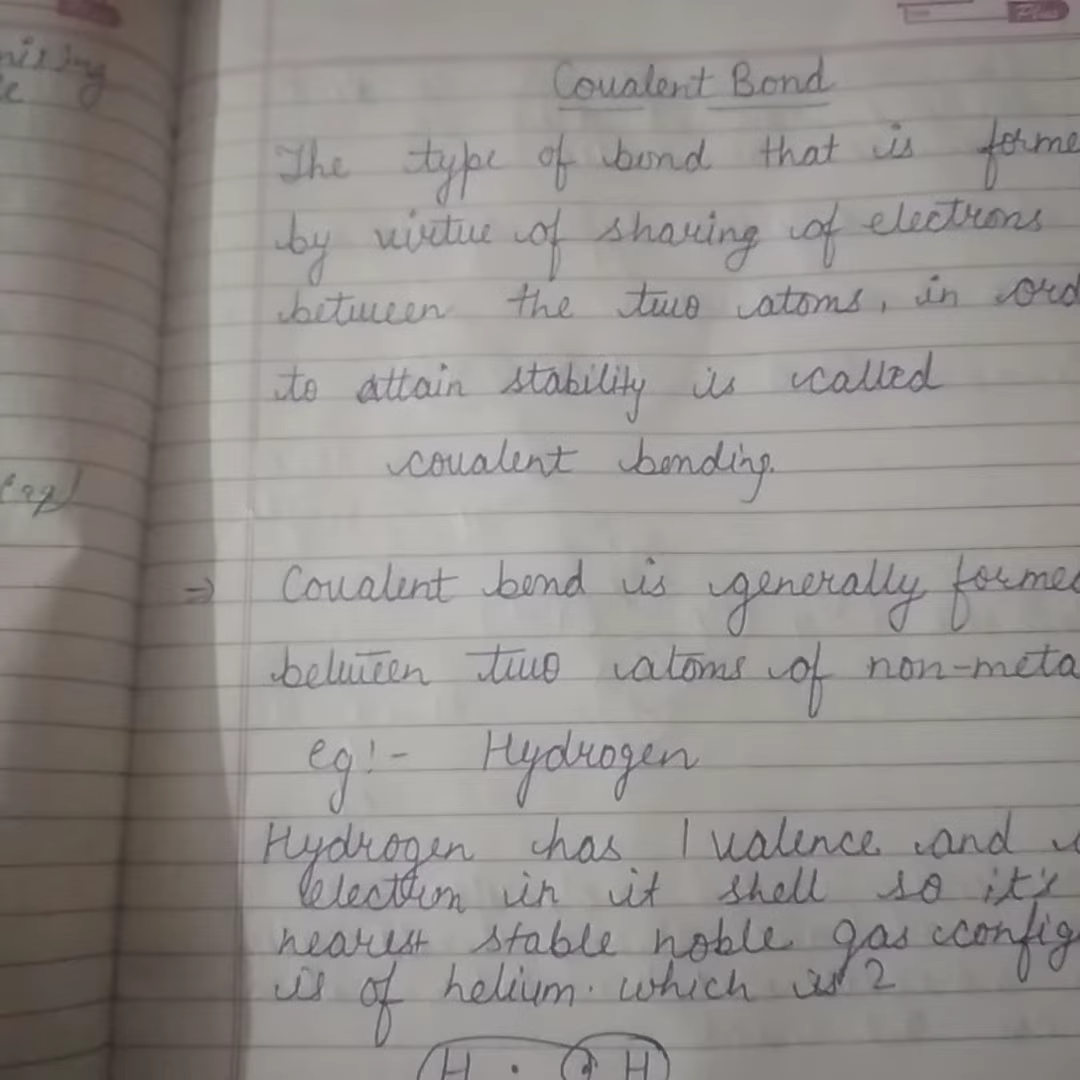 Plus
nising
Covalent Bond
The type of bond that is forme
by virtue of sharing of electrons
between the two atoms, in ord
to attain stability is called
covalent bonding.
(aq)
⇒ Covalent bond is generally forme
between two atoms of non-meta
eg:- Hydrogen
Hydrogen has 1 valence and
electron in it shell so it's
nearest stable noble gas config
is of helium. which is 2
H . H